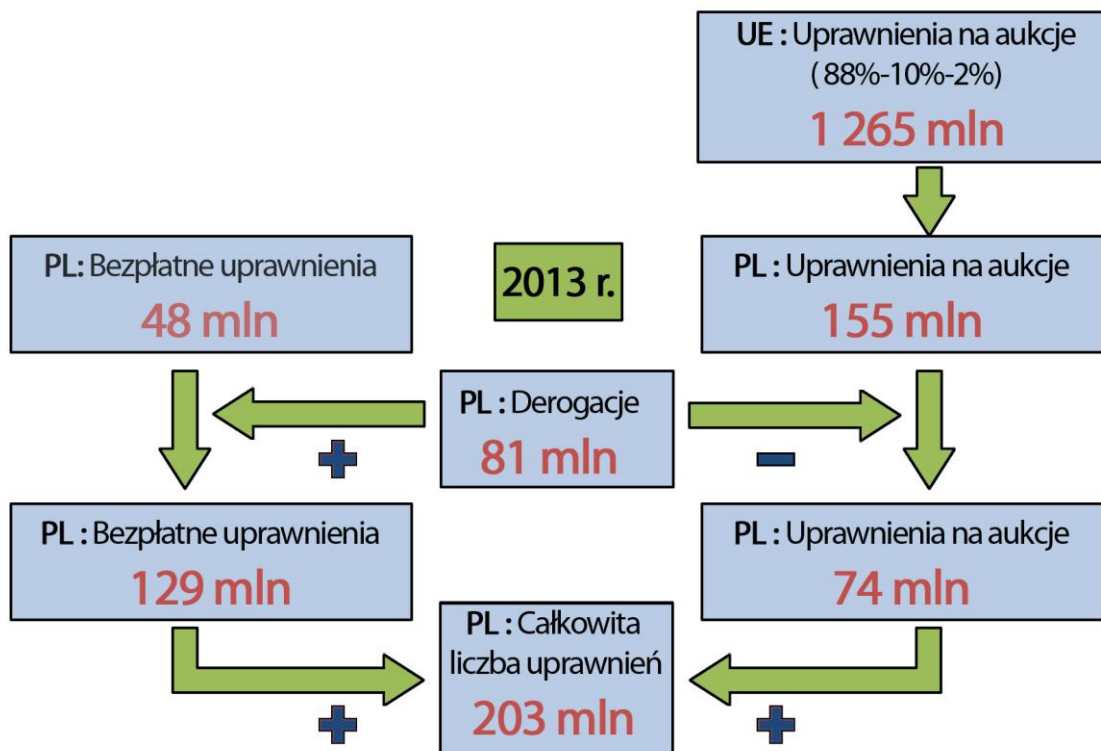 UE : Uprawnienia na aukcje
( 88%-10%-2%)
1 265 mln
PL: Bezpłatne uprawnienia
48 mln
2013 r.
PL : Uprawnienia na aukcje
155 mln
PL : Derogacje
81 mln
+
-
PL : Bezpłatne uprawnienia
129 mln
PL : Uprawnienia na aukcje
74 mln
PL : Całkowita
liczba uprawnień
203 mln
+
+